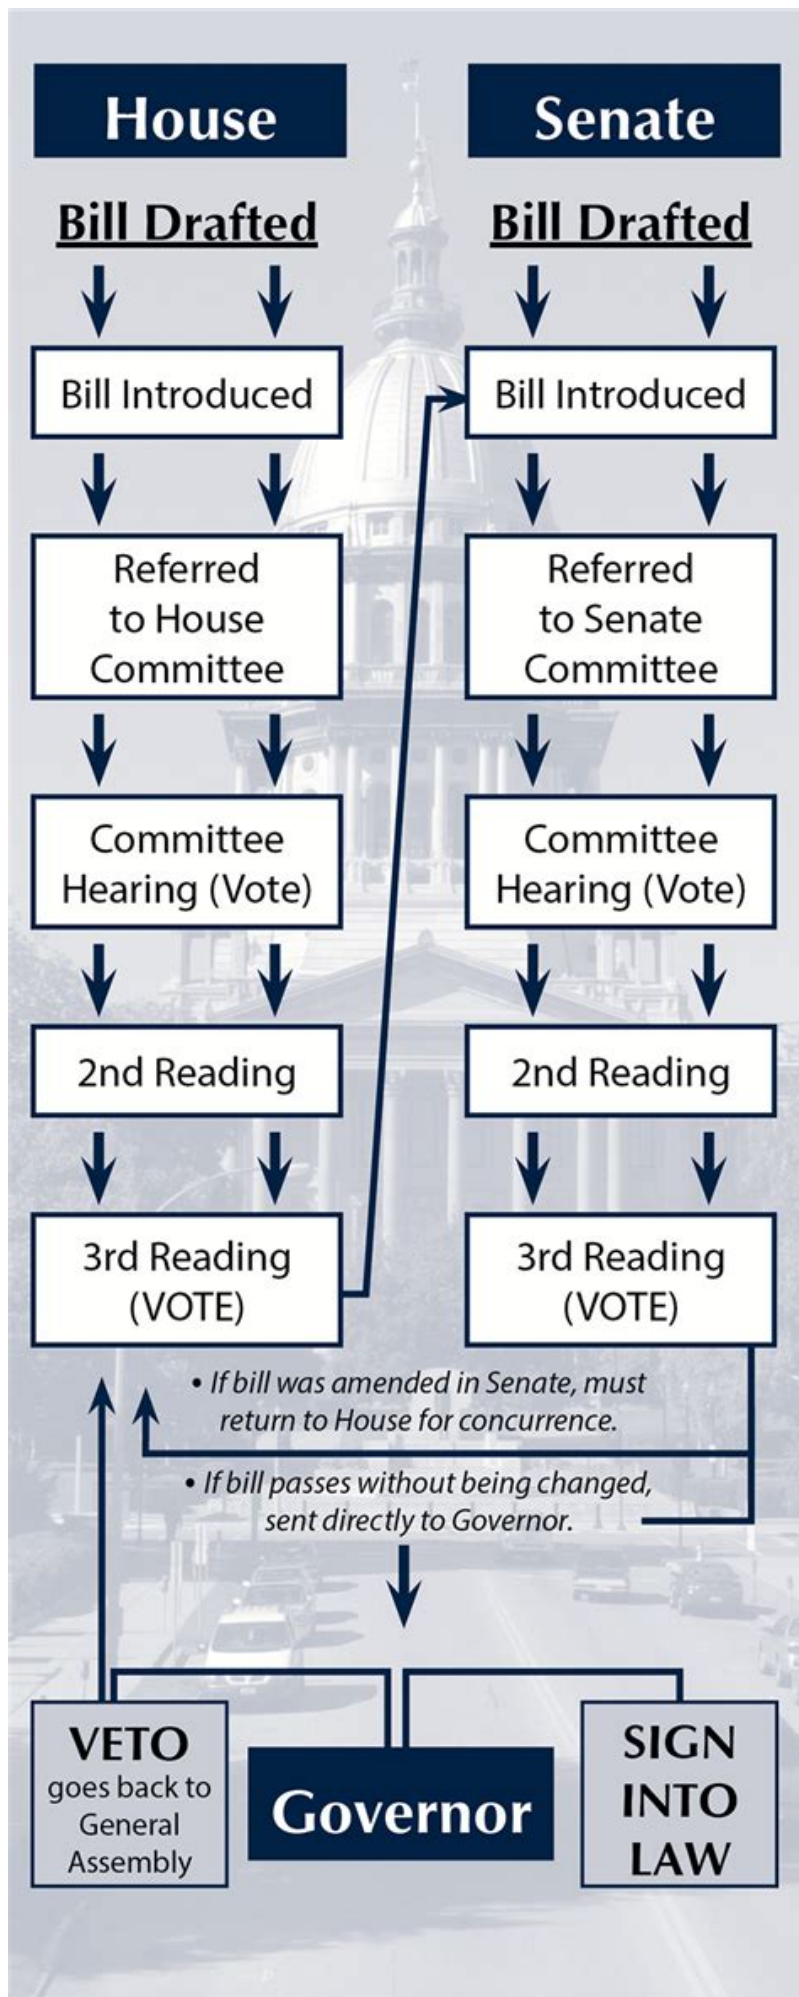 House
Bill Drafted
Bill Introduced
Referred
to House
Committee
Committee
Hearing (Vote)
2nd Reading
3rd Reading
(VOTE)
Senate
Bill Drafted
Bill Introduced
Referred
to Senate
Committee
Committee
Hearing (Vote)
2nd Reading
3rd Reading
(VOTE)
• If bill was amended in Senate, must
return to House for concurrence.
• If bill passes without being changed,
sent directly to Governor.
VETO
goes back to
General
Assembly
Governor
SIGN
INTO
LAW